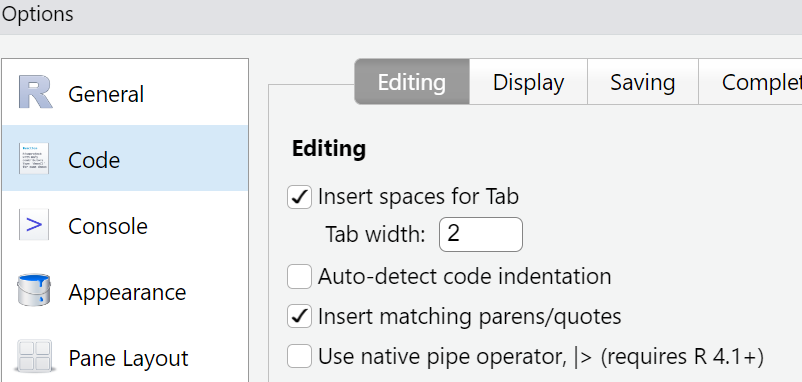 Options
General
Code
Console
Appearance
Pane Layout
Editing Display Saving Complet
Editing
Insert spaces for Tab
Tab width: 2
Auto-detect code indentation
Insert matching parens/quotes
Use native pipe operator, |> (requires R 4.1+)